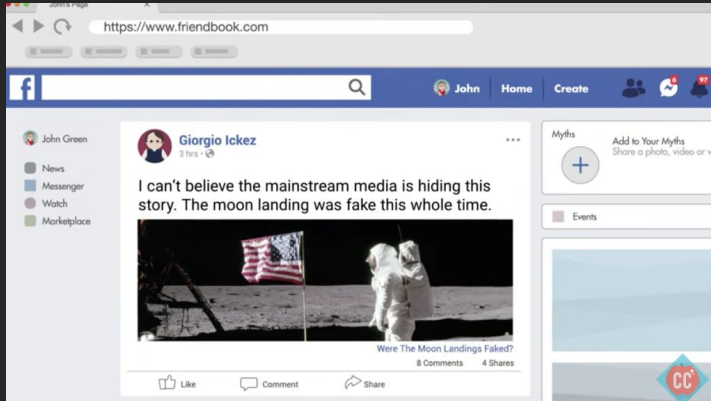 John's Page
https://www.friendbook.com
f
John
Home
Create
6
97
John Green
News
Messenger
Watch
Marketplace
Giorgio Ickez
3 hrs
I can't believe the mainstream media is hiding this
story. The moon landing was fake this whole time.
Were The Moon Landings Faked?
8 Comments 4 Shares
Like Comment Share
Myths
Add to Your Myths
Share a photo, video or
Events
CC